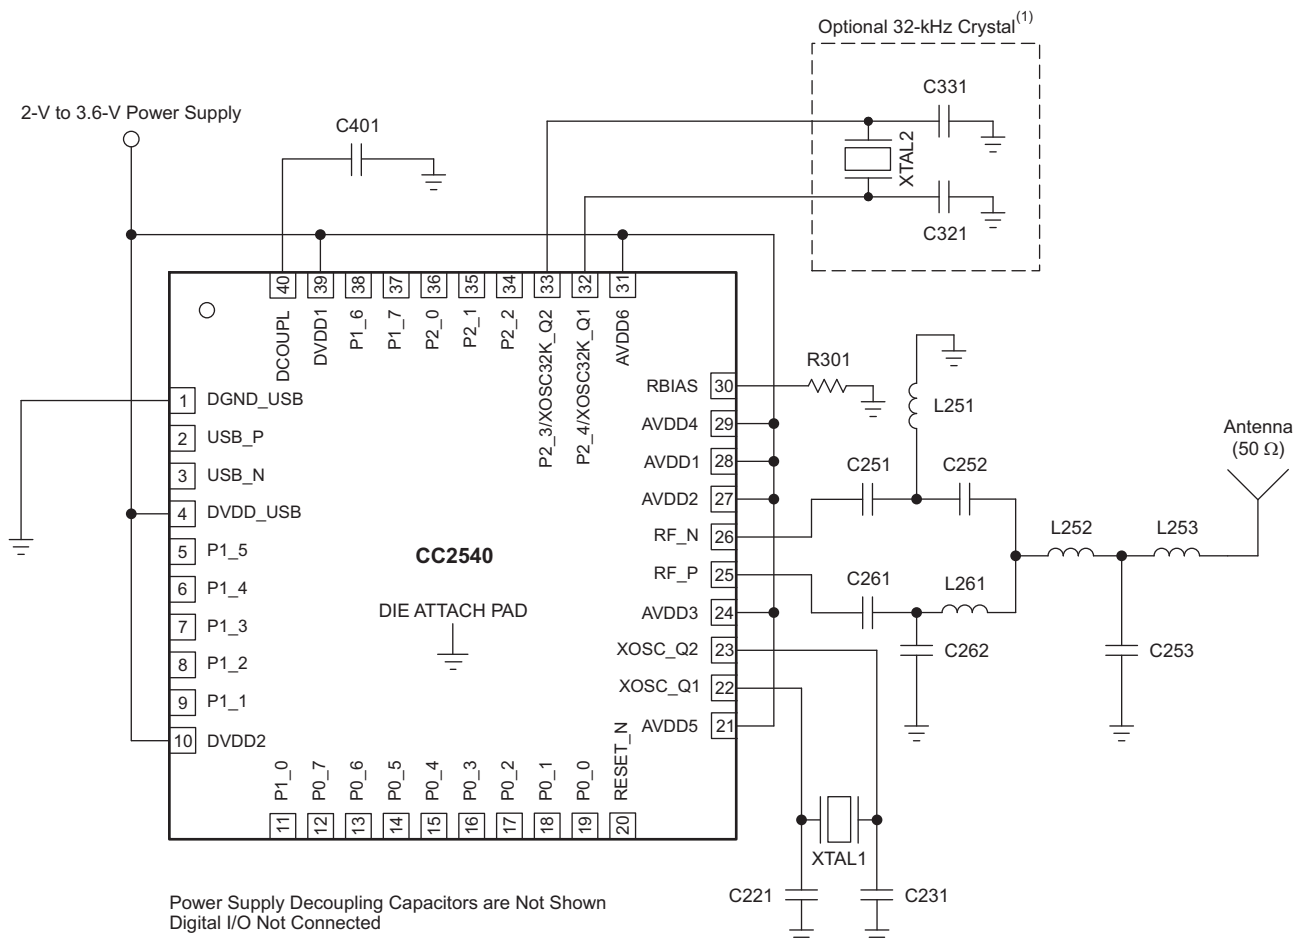 Optional 32-kHz Crystal(1)
C331
2-V to 3.6-V Power Supply
C401
XTAL2
C321
40
39
38
37
36
35
34
33
32
31
DCOUPL
DVDD1
P1_6
P1_7
P2_0
P2_1
P2_2
P2_3/XOSC32K_Q2
P2_4/XOSC32K_Q1
AVDD6
1 DGND_USB
2 USB_P
3 USB_N
4 DVDD_USB
5 P1_5
6 P1_4
7 P1_3
8 P1_2
9 P1_1
10 DVDD2
CC2540
DIE ATTACH PAD
RBIAS 30
AVDD4 29
AVDD1 28
AVDD2 27
RF_N 26
RF_P 25
AVDD3 24
XOSC_Q2 23
XOSC_Q1 22
AVDD5 21
R301
L251
Antenna
(50 Ω)
C251
C252
L252
L253
C261
L261
C262
C253
P1_0
P0_7
P0_6
P0_5
P0_4
P0_3
P0_2
P0_1
P0_0
RESET_N
11
12
13
14
15
16
17
18
19
20
XTAL1
C221
C231
Power Supply Decoupling Capacitors are Not Shown
Digital I/O Not Connected